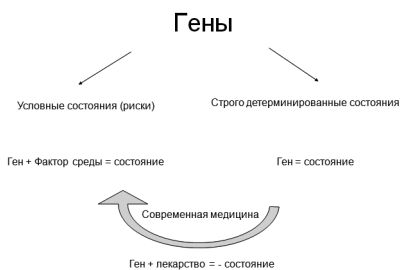 Гены
Условные состояния (риски)
Строго детерминированные состояния
Ген + Фактор среды = состояние
Ген = состояние
Современная медицина
Ген + лекарство = - состояние